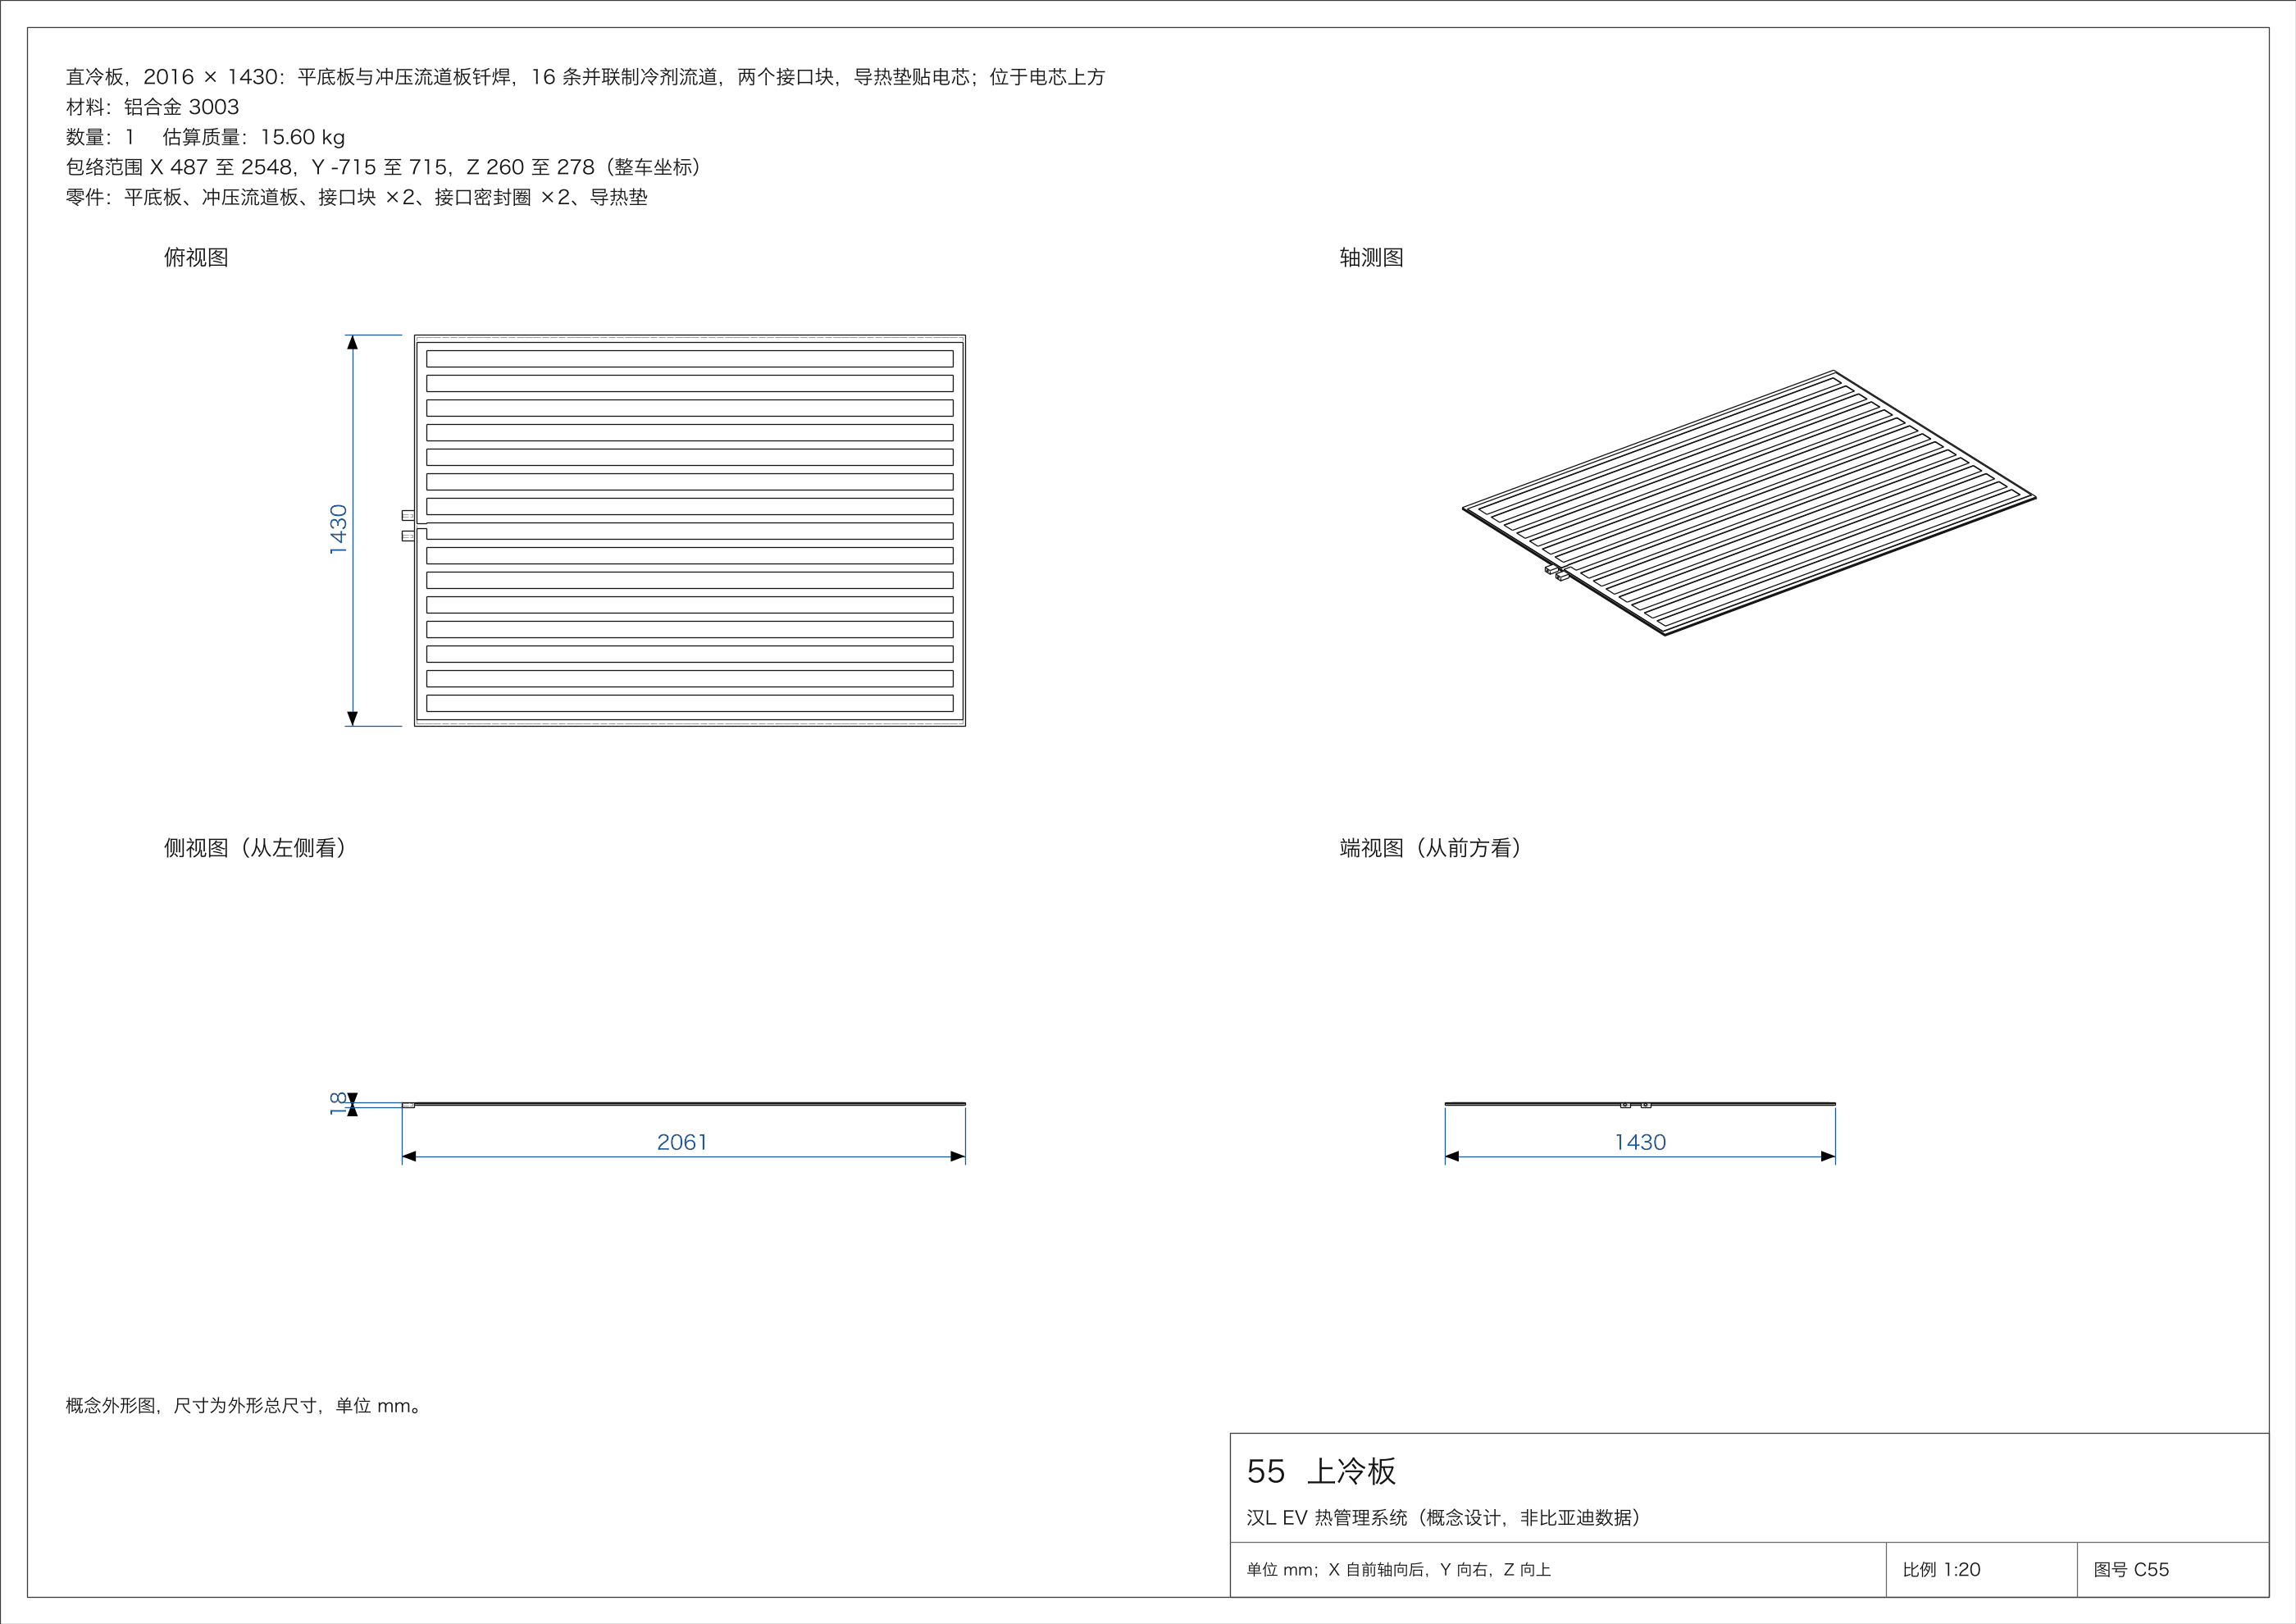 直冷板，2016 × 1430：平底板与冲压流道板钎焊，16 条并联制冷剂流道，两个接口块，导热垫贴电芯；位于电芯上方
材料：铝合金 3003
数量：1 估算质量：15.60 kg
包络范围 X 487 至 2548，Y -715 至 715，Z 260 至 278（整车坐标）
零件：平底板、冲压流道板、接口块 ×2、接口密封圈 ×2、导热垫
俯视图
轴测图
1430
侧视图（从左侧看）
端视图（从前方看）
18
2061
1430
概念外形图，尺寸为外形总尺寸，单位 mm。
55 上冷板
汉L EV 热管理系统（概念设计，非比亚迪数据）
单位 mm；X 自前轴向后，Y 向右，Z 向上
比例 1:20
图号 C55